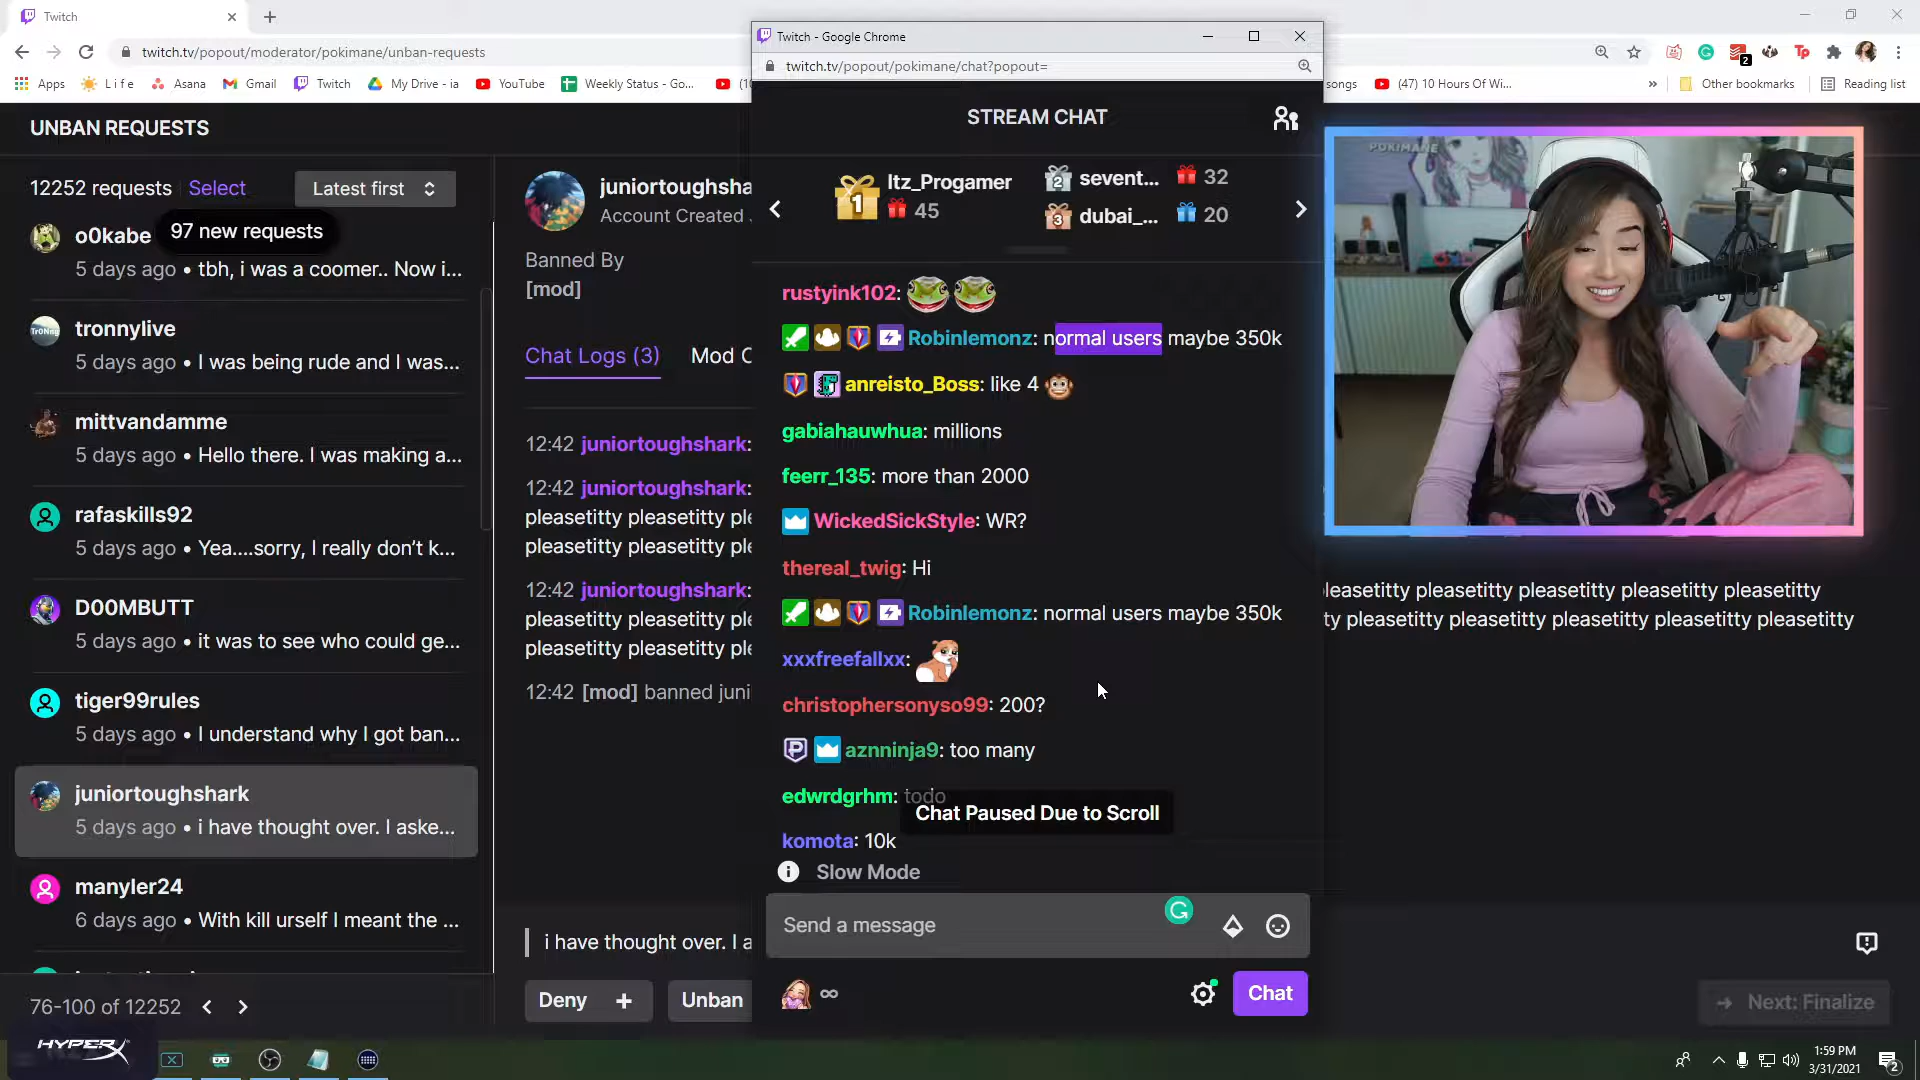 Twitch
twitch.tv/popout/moderator/pokimane/unban-requests
Apps
Life
Asana
Gmail
Twitch
My Drive - ia
YouTube
Weekly Status - Go...
songs
(47) 10 Hours Of Wi...
»
Other bookmarks
Reading list
2
UNBAN REQUESTS
12252 requests Select
Latest first
97 new requests
o0kabe
5 days ago • tbh, i was a coomer.. Now i...
tronnylive
5 days ago • I was being rude and I was...
mittvandamme
5 days ago • Hello there. I was making a...
rafaskills92
5 days ago • Yea....sorry, I really don't k...
D00MBUTT
5 days ago • it was to see who could ge...
tiger99rules
5 days ago • I understand why I got ban...
juniortoughshark
5 days ago • i have thought over. I aske...
manyler24
6 days ago • With kill urself I meant the ...
76-100 of 12252
HYPERX
juniortoughsha
Account Created
Banned By
[mod]
Chat Logs (3)
Mod C
12:42 juniortoughshark:
12:42 juniortoughshark:
pleasetitty pleasetitty ple
pleasetitty pleasetitty ple
12:42 juniortoughshark:
pleasetitty pleasetitty ple
pleasetitty pleasetitty ple
12:42 [mod] banned juni
i have thought over. I a
Deny +
Unban
Twitch - Google Chrome
twitch.tv/popout/pokimane/chat?popout=
STREAM CHAT
1
Itz_Progamer
45
2 sevent... 32
3 dubai_... 20
rustyink102:
Robinlemonz: normal users maybe 350k
anreisto_Boss: like 4
gabiahauwhua: millions
feerr_135: more than 2000
WickedSickStyle: WR?
thereal_twig: Hi
Robinlemonz: normal users maybe 350k
xxxfreefallxx:
christophersonyso99: 200?
aznninja9: too many
edwrdgrhm: todo
Chat Paused Due to Scroll
komota: 10k
Slow Mode
Send a message
∞
Chat
POKIMANE
leasetitty pleasetitty pleasetitty pleasetitty pleasetitty
ty pleasetitty pleasetitty pleasetitty pleasetitty pleasetitty
Next: Finalize
1:59 PM
3/31/2021
2